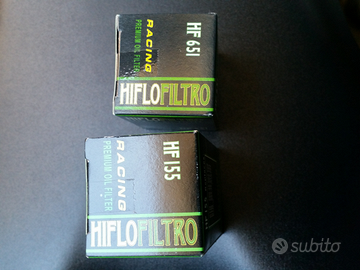 HF 651
RACING
PREMIUM OIL FILTER
HIFLOFILTRO
HF 155
RACING
PREMIUM OIL FILTER
HIFLOFILTRO
subito